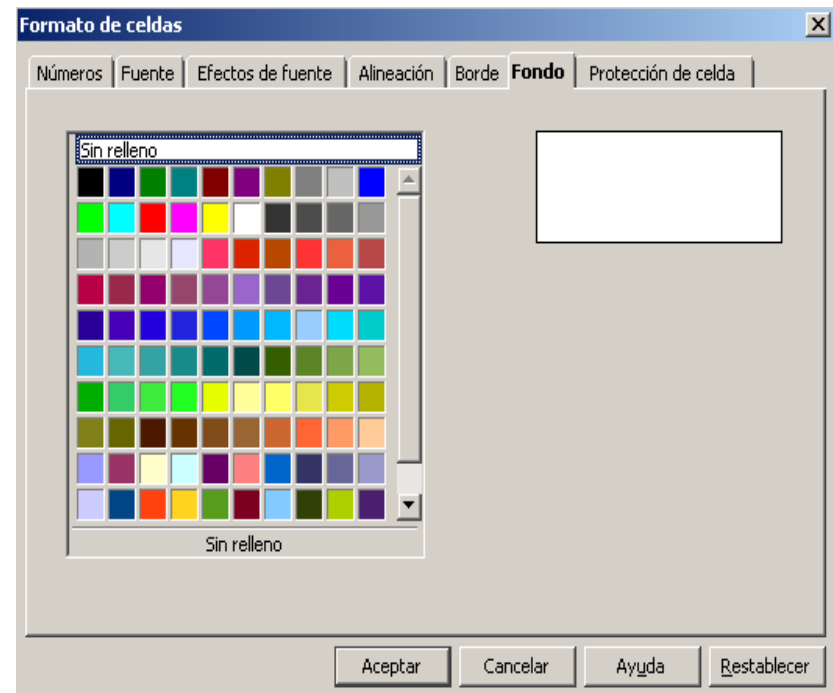 Formato de celdas
Números Fuente Efectos de fuente Alineación Borde Fondo Protección de celda
Sin relleno
Sin relleno
Aceptar Cancelar Ayuda Restablecer